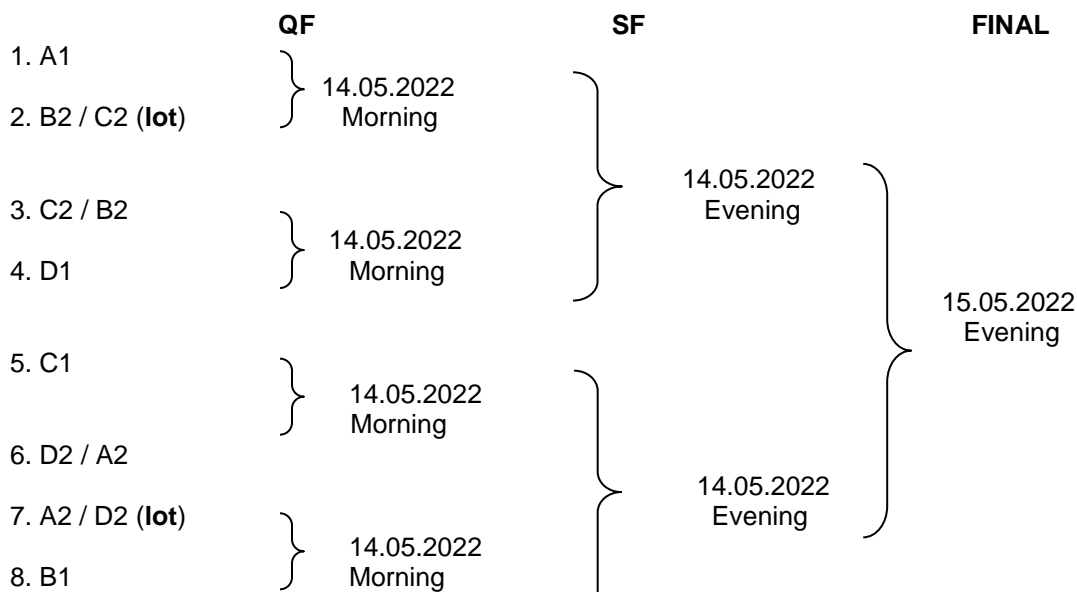 QF SF FINAL
1. A1
14.05.2022
Morning
2. B2 / C2 (lot)
14.05.2022
Evening
3. C2 / B2
14.05.2022
Morning
4. D1
15.05.2022
Evening
5. C1
14.05.2022
Morning
6. D2 / A2
14.05.2022
Evening
7. A2 / D2 (lot)
14.05.2022
Morning
8. B1